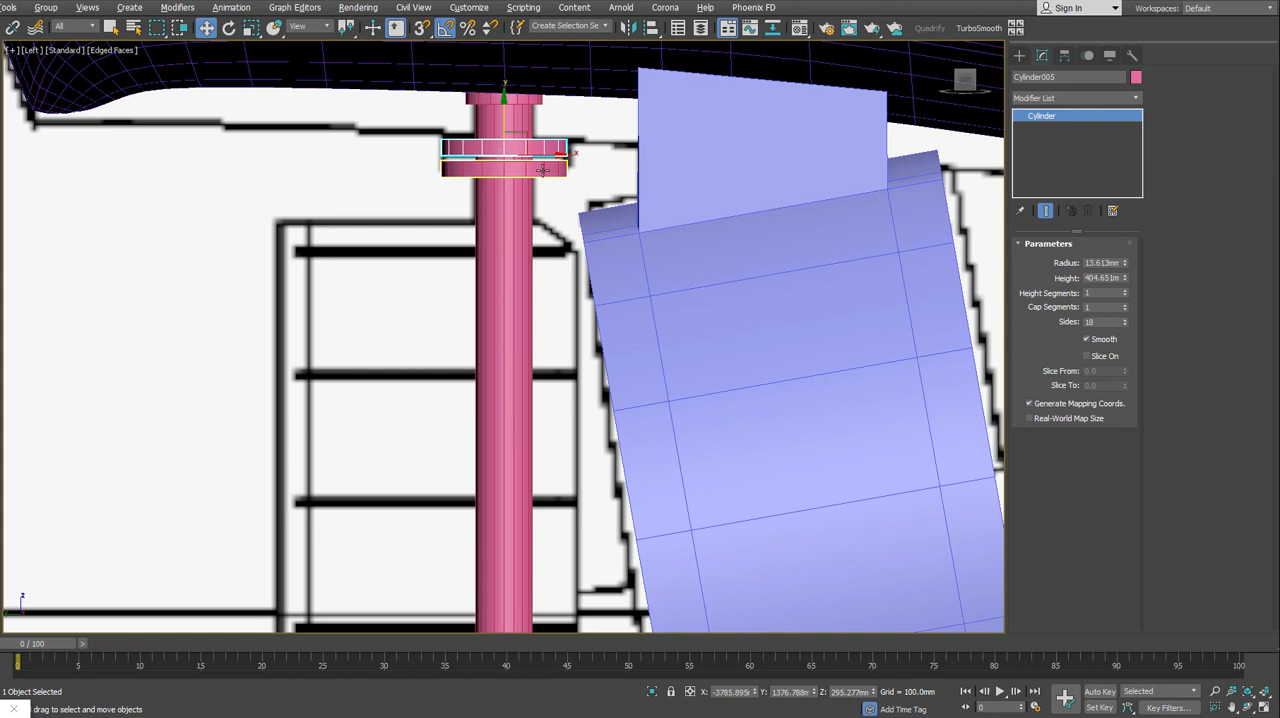 Tools Group Views Create Modifiers Animation Graph Editors Rendering Civil View Customize Scripting Content Arnold Corona Help Phoenix FD Sign In Workspaces: Default
All View Create Selection Se Quadrify TurboSmooth
[+] [Left] [Standard] [Edged Faces]
Cylinder005
Modifier List
Cylinder
y
x
Parameters
Radius: 13.613mm
Height: 404.651m
Height Segments: 1
Cap Segments: 1
Sides: 18
Smooth
Slice On
Slice From: 0.0
Slice To: 0.0
Generate Mapping Coords.
Real-World Map Size
z
0 / 100 >
0 5 10 15 20 25 30 35 40 45 50 55 60 65 70 75 80 85 90 95 100
1 Object Selected X: -3785.895 Y: 1376.788m Z: 295.277mm Grid = 100.0mm Auto Key Selected
drag to select and move objects Add Time Tag 0 Set Key Key Filters...